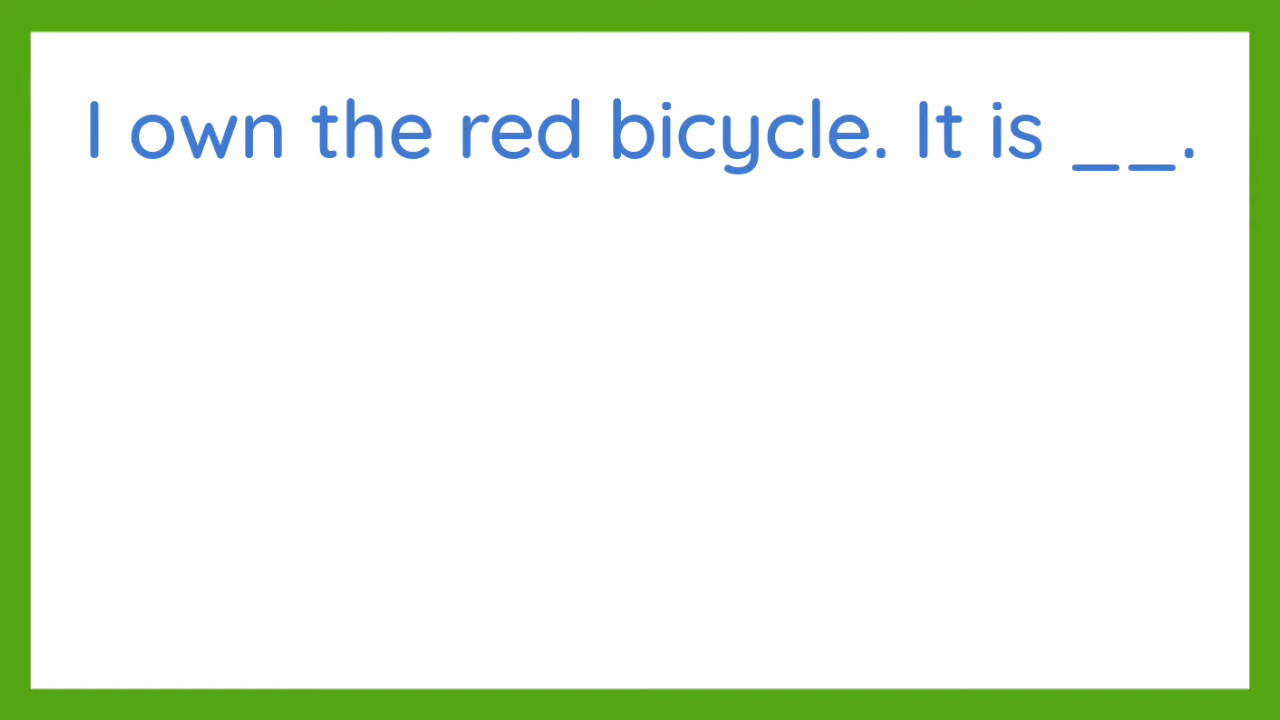 I own the red bicycle. It is __.